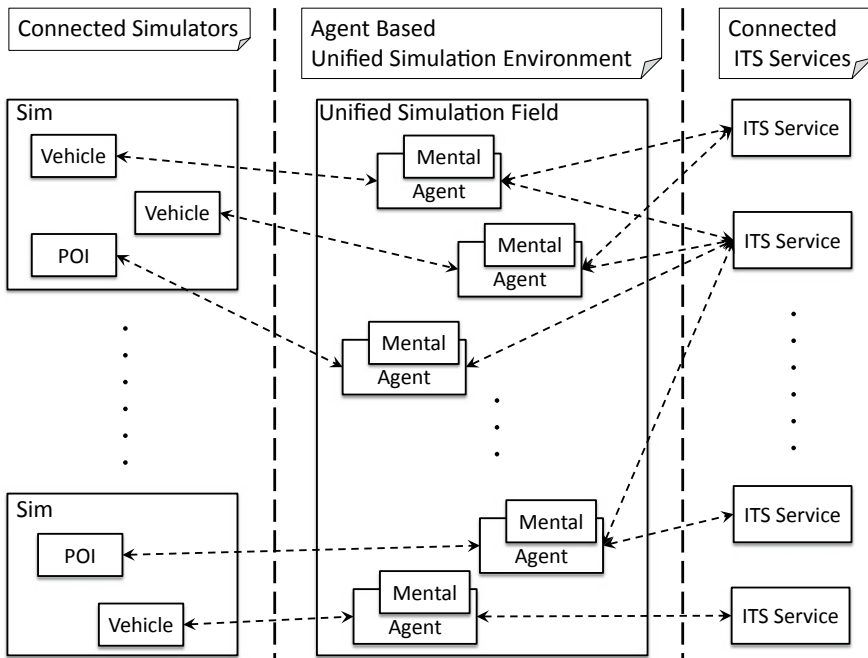 Connected Simulators
Agent Based
Unified Simulation Environment
Connected
ITS Services
Sim
Vehicle
Vehicle
POI
Unified Simulation Field
Mental
Agent
Mental
Agent
Mental
Agent
ITS Service
ITS Service
Sim
POI
Vehicle
Mental
Agent
Mental
Agent
ITS Service
ITS Service